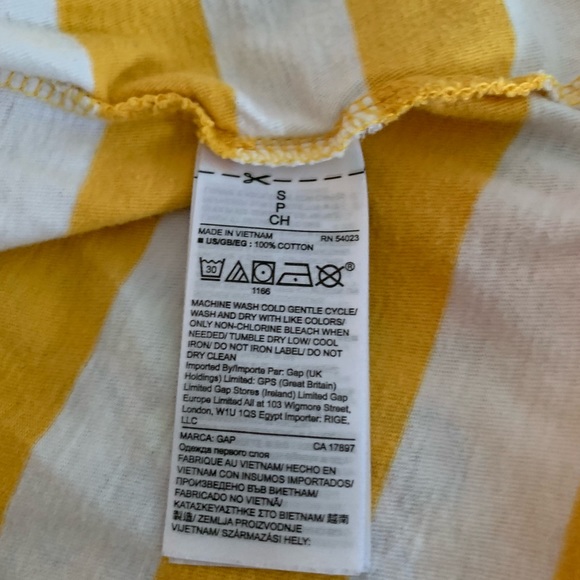 S
P
CH
MADE IN VIETNAM RN 54023
■ US/GB/EG : 100% COTTON
30 ®
1166
MACHINE WASH COLD GENTLE CYCLE/
WASH AND DRY WITH LIKE COLORS/
ONLY NON-CHLORINE BLEACH WHEN
NEEDED/ TUMBLE DRY LOW/ COOL
IRON/ DO NOT IRON LABEL/ DO NOT
DRY CLEAN
Imported By/Importe Par: Gap (UK
Holdings) Limited: GPS (Great Britain)
Limited Gap Stores (Ireland) Limited Gap
Europe Limited All at 103 Wigmore Street,
London, W1U 1QS Egypt Importer: RIGE,
LLC
MARCA: GAP CA 17897
Одежда первого слоя
FABRIQUE AU VIETNAM/ HECHO EN
VIETNAM CON INSUMOS IMPORTADOS/
ПРОИЗВЕДЕНО ВЪВ ВИЕТНАМ/
FABRICADO NO VIETNÃ/
ΚΑΤΑΣΚΕΥΑΣΤΗΚΕ ΣΤΟ ΒΙΕΤΝΑΜ/ 越南
製造/ ZEMLJA PROIZVODNJE
VIJETNAM/ SZÁRMAZÁSI HELY: